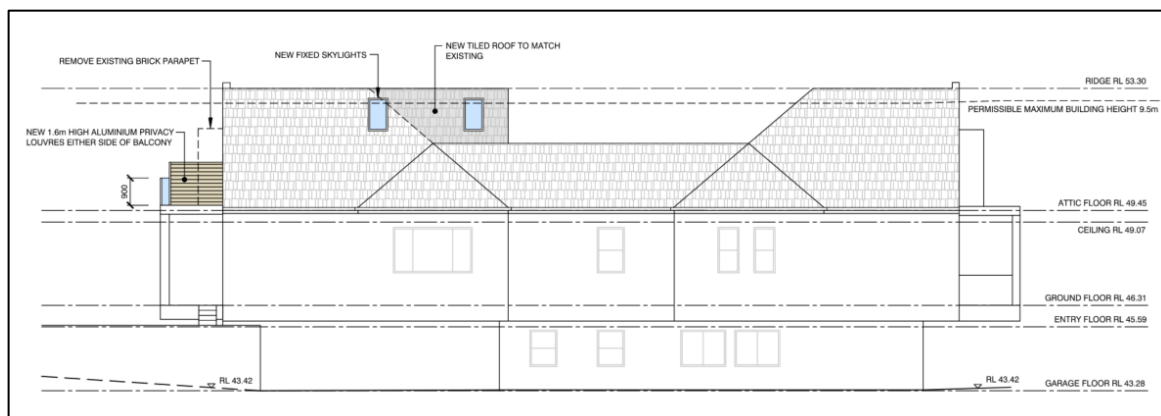 NEW TILED ROOF TO MATCH
EXISTING
NEW FIXED SKYLIGHTS
REMOVE EXISTING BRICK PARAPET
RIDGE RL 53.30
PERMISSIBLE MAXIMUM BUILDING HEIGHT 9.5m
NEW 1.6m HIGH ALUMINIUM PRIVACY
LOUVRES EITHER SIDE OF BALCONY
900
ATTIC FLOOR RL 49.45
CEILING RL 49.07
GROUND FLOOR RL 46.31
ENTRY FLOOR RL 45.59
RL 43.42
RL 43.42
GARAGE FLOOR RL 43.28